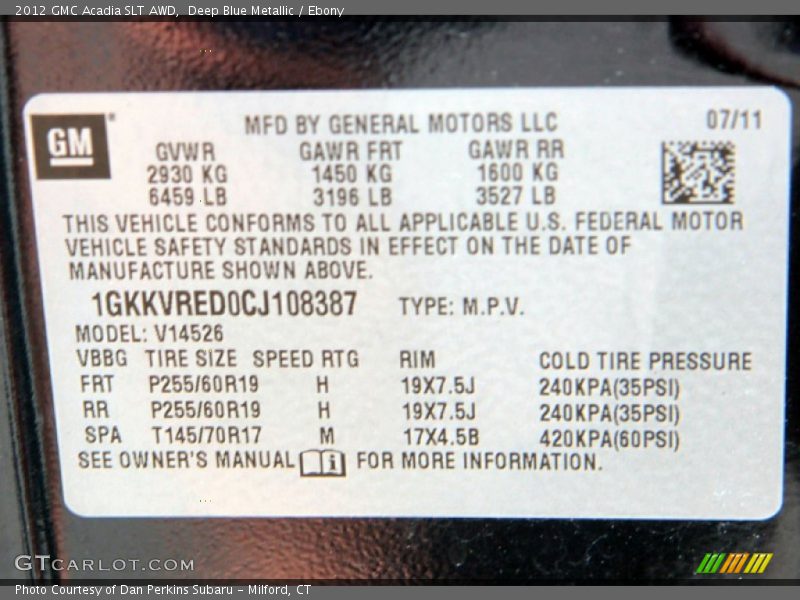 2012 GMC Acadia SLT AWD, Deep Blue Metallic / Ebony
GM
MFD BY GENERAL MOTORS LLC 07/11
GVWR GAWR FRT GAWR RR
2930 KG 1450 KG 1600 KG
6459 LB 3196 LB 3527 LB
THIS VEHICLE CONFORMS TO ALL APPLICABLE U.S. FEDERAL MOTOR
VEHICLE SAFETY STANDARDS IN EFFECT ON THE DATE OF
MANUFACTURE SHOWN ABOVE.
1GKKVRED0CJ108387 TYPE: M.P.V.
MODEL: V14526
VBBG TIRE SIZE SPEED RTG RIM COLD TIRE PRESSURE
FRT P255/60R19 H 19X7.5J 240KPA(35PSI)
RR P255/60R19 H 19X7.5J 240KPA(35PSI)
SPA T145/70R17 M 17X4.5B 420KPA(60PSI)
SEE OWNER'S MANUAL i FOR MORE INFORMATION.
GTCARLOT.COM
Photo Courtesy of Dan Perkins Subaru – Milford, CT